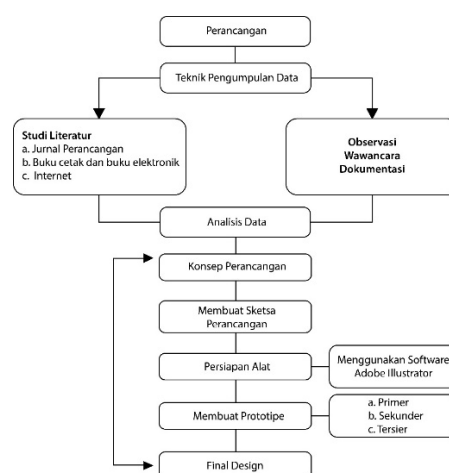 Perancangan
Teknik Pengumpulan Data
Studi Literatur
a. Jurnal Perancangan
b. Buku cetak dan buku elektronik
c. Internet
Observasi
Wawancara
Dokumentasi
Analisis Data
Konsep Perancangan
Membuat Sketsa
Perancangan
Persiapan Alat
Menggunakan Software
Adobe Illustrator
Membuat Prototipe
a. Primer
b. Sekunder
c. Tersier
Final Design